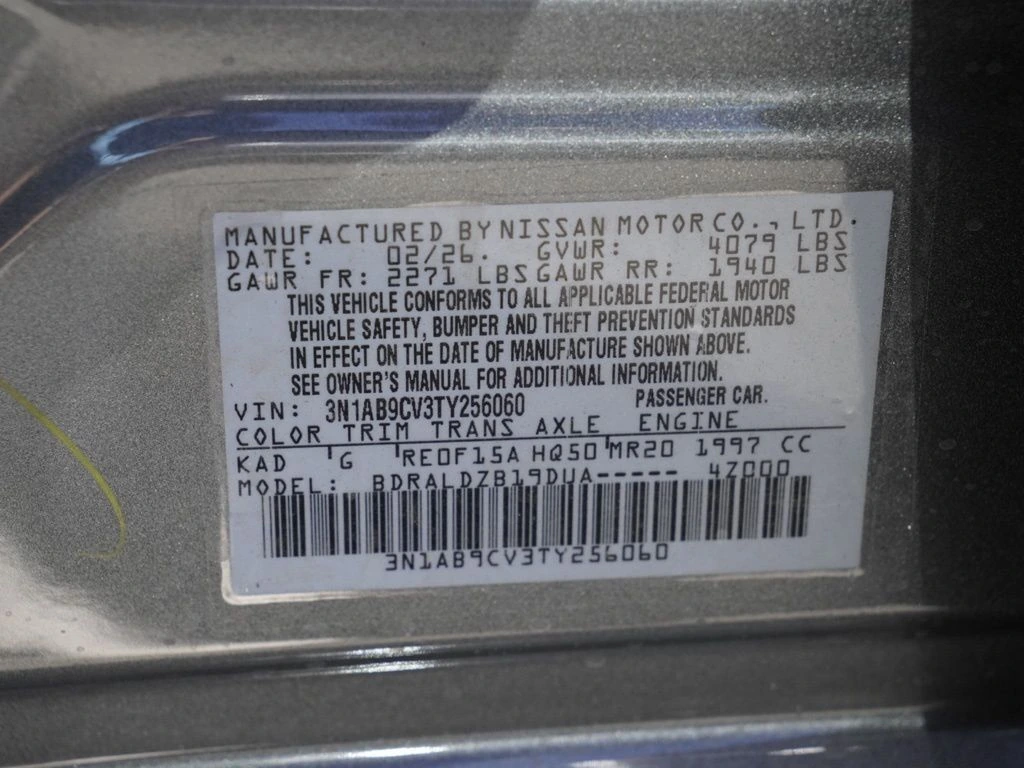 MANUFACTURED BY NISSAN MOTOR CO., LTD.
DATE: 02/26. GVWR: 4079 LBS
GAWR FR: 2271 LBS GAWR RR: 1940 LBS
THIS VEHICLE CONFORMS TO ALL APPLICABLE FEDERAL MOTOR
VEHICLE SAFETY, BUMPER AND THEFT PREVENTION STANDARDS
IN EFFECT ON THE DATE OF MANUFACTURE SHOWN ABOVE.
SEE OWNER'S MANUAL FOR ADDITIONAL INFORMATION.
VIN: 3N1AB9CV3TY256060 PASSENGER CAR.
COLOR TRIM TRANS AXLE ENGINE
KAD G RE0F15A HQ50 MR20 1997 CC
MODEL: BDRALDZB19DUA----- 4Z000
3N1AB9CV3TY256060